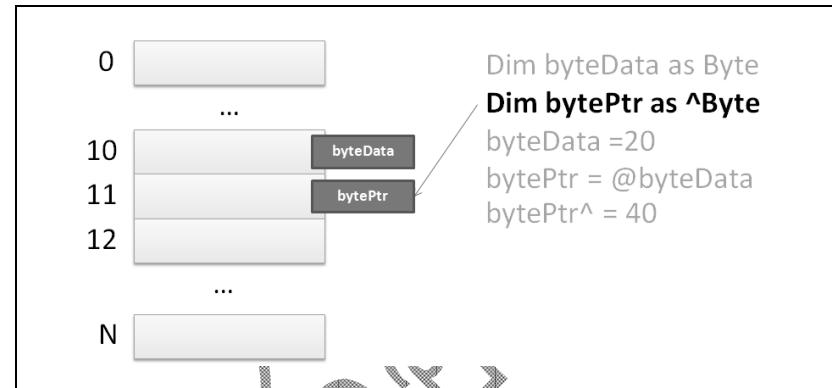 0
...
10
byteData
11
bytePtr
12
...
N
Dim byteData as Byte
Dim bytePtr as ^Byte
byteData =20
bytePtr = @byteData
bytePtr^ = 40